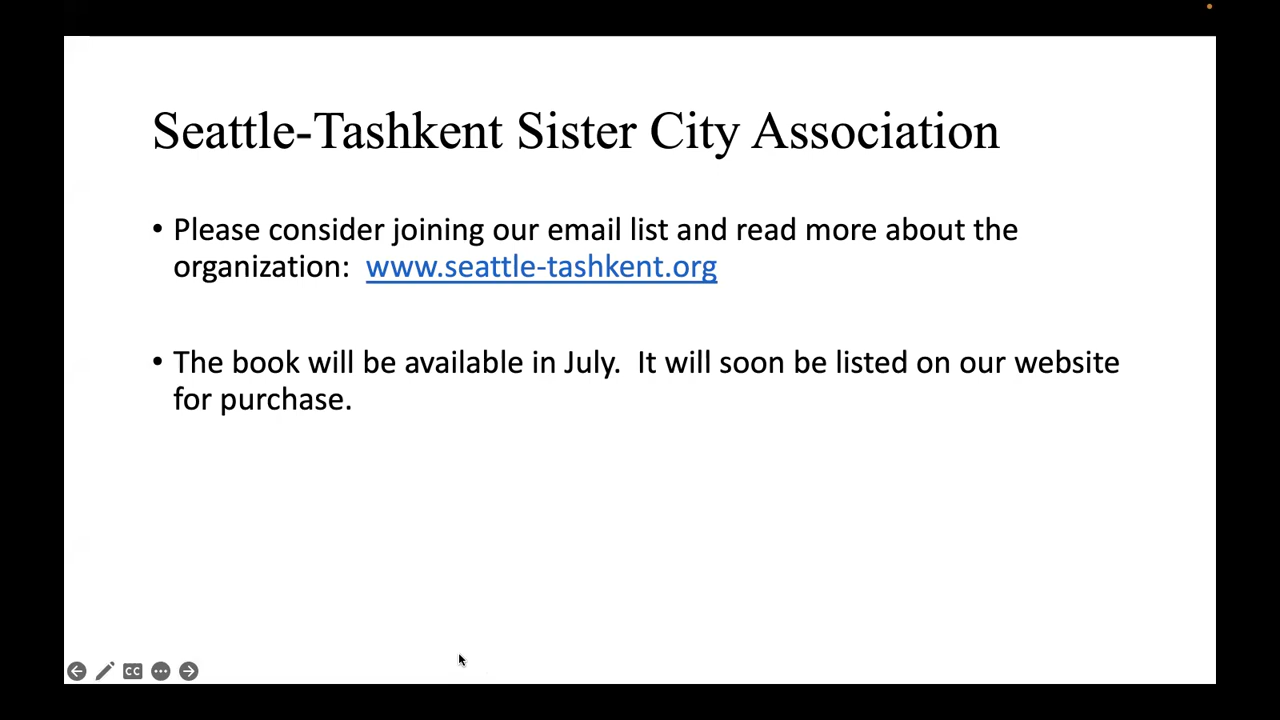 Seattle-Tashkent Sister City Association
• Please consider joining our email list and read more about the
organization:  www.seattle-tashkent.org
• The book will be available in July.  It will soon be listed on our website
for purchase.
CC